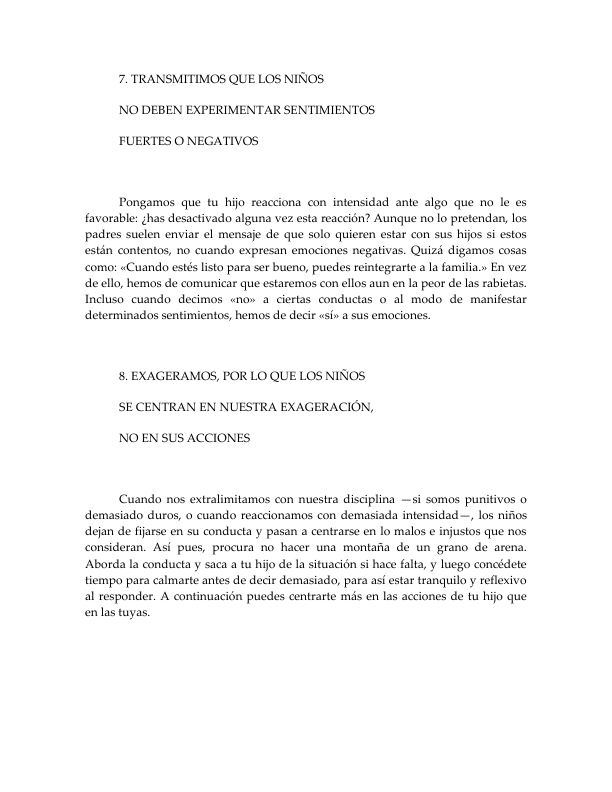 7. TRANSMITIMOS QUE LOS NIÑOS
NO DEBEN EXPERIMENTAR SENTIMIENTOS
FUERTES O NEGATIVOS
Pongamos que tu hijo reacciona con intensidad ante algo que no le es
favorable: ¿has desactivado alguna vez esta reacción? Aunque no lo pretendan, los
padres suelen enviar el mensaje de que solo quieren estar con sus hijos si estos
están contentos, no cuando expresan emociones negativas. Quizá digamos cosas
como: «Cuando estés listo para ser bueno, puedes reintegrarte a la familia.» En vez
de ello, hemos de comunicar que estaremos con ellos aun en la peor de las rabietas.
Incluso cuando decimos «no» a ciertas conductas o al modo de manifestar
determinados sentimientos, hemos de decir «sí» a sus emociones.
8. EXAGERAMOS, POR LO QUE LOS NIÑOS
SE CENTRAN EN NUESTRA EXAGERACIÓN,
NO EN SUS ACCIONES
Cuando nos extralimitamos con nuestra disciplina —si somos punitivos o
demasiado duros, o cuando reaccionamos con demasiada intensidad—, los niños
dejan de fijarse en su conducta y pasan a centrarse en lo malos e injustos que nos
consideran. Así pues, procura no hacer una montaña de un grano de arena.
Aborda la conducta y saca a tu hijo de la situación si hace falta, y luego concédete
tiempo para calmarte antes de decir demasiado, para así estar tranquilo y reflexivo
al responder. A continuación puedes centrarte más en las acciones de tu hijo que
en las tuyas.